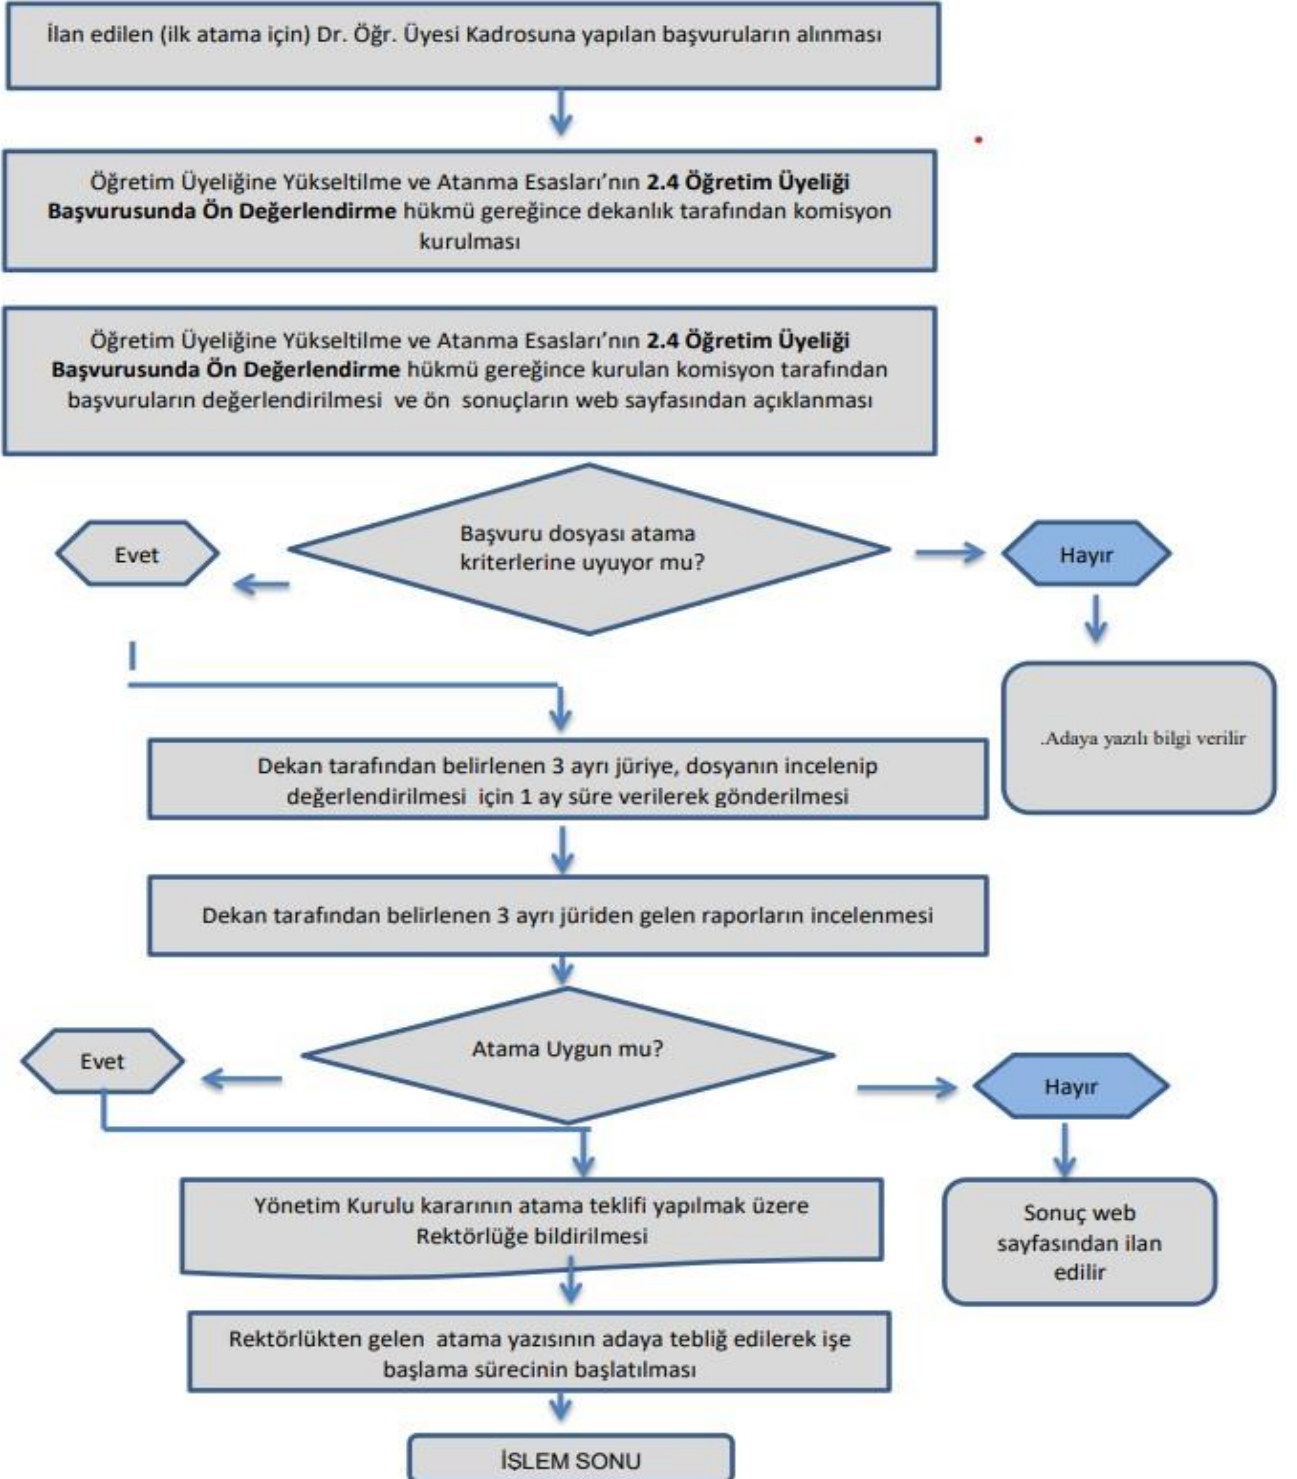 İlan edilen (ilk atama için) Dr. Öğr. Üyesi Kadrosuna yapılan başvuruların alınması
Öğretim Üyeliğine Yükseltilme ve Atanma Esasları’nın 2.4 Öğretim Üyeliği
Başvurusunda Ön Değerlendirme hükmü gereğince dekanlık tarafından komisyon
kurulması
Öğretim Üyeliğine Yükseltilme ve Atanma Esasları’nın 2.4 Öğretim Üyeliği
Başvurusunda Ön Değerlendirme hükmü gereğince kurulan komisyon tarafından
başvuruların değerlendirilmesi ve ön sonuçların web sayfasından açıklanması
Başvuru dosyası atama
kriterlerine uyuyor mu?
Evet
Hayır
.Adaya yazılı bilgi verilir
Dekan tarafından belirlenen 3 ayrı jüriye, dosyanın incelenip
değerlendirilmesi için 1 ay süre verilerek gönderilmesi
Dekan tarafından belirlenen 3 ayrı jüriden gelen raporların incelenmesi
Atama Uygun mu?
Evet
Hayır
Yönetim Kurulu kararının atama teklifi yapılmak üzere
Rektörlüğe bildirilmesi
Sonuç web
sayfasından ilan
edilir
Rektörlükten gelen atama yazısının adaya tebliğ edilerek işe
başlama sürecinin başlatılması
İŞLEM SONU